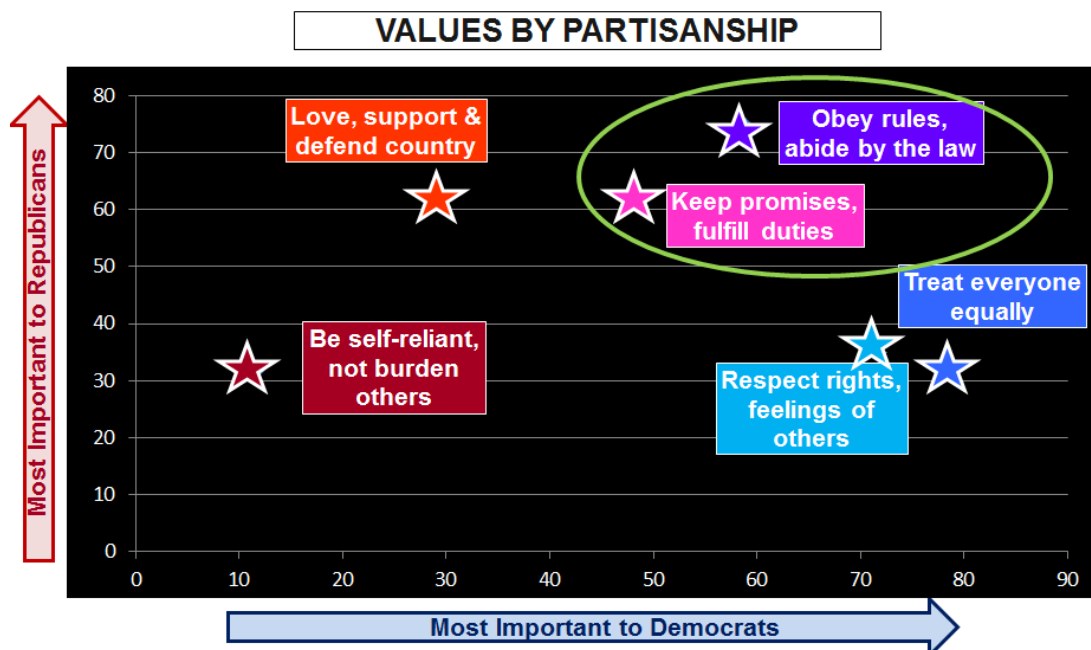 VALUES BY PARTISANSHIP
Most Important to Republicans
80
70
60
50
40
30
20
10
0
Love, support &
defend country
Obey rules,
abide by the law
Keep promises,
fulfill duties
Treat everyone
equally
Be self-reliant,
not burden
others
Respect rights,
feelings of
others
0 10 20 30 40 50 60 70 80 90
Most Important to Democrats